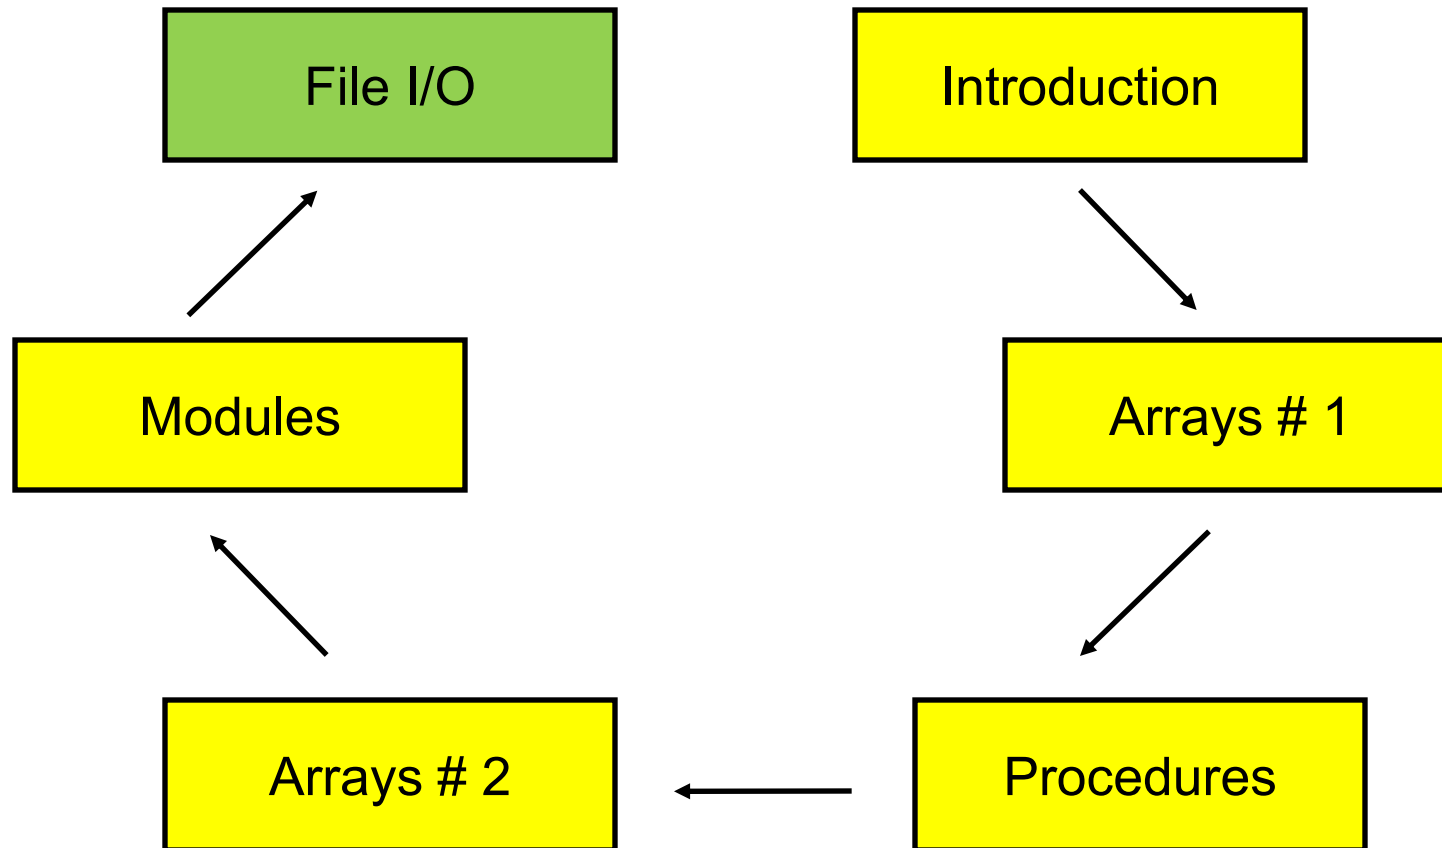 File I/O
Introduction
Modules
Arrays # 1
Arrays # 2
Procedures